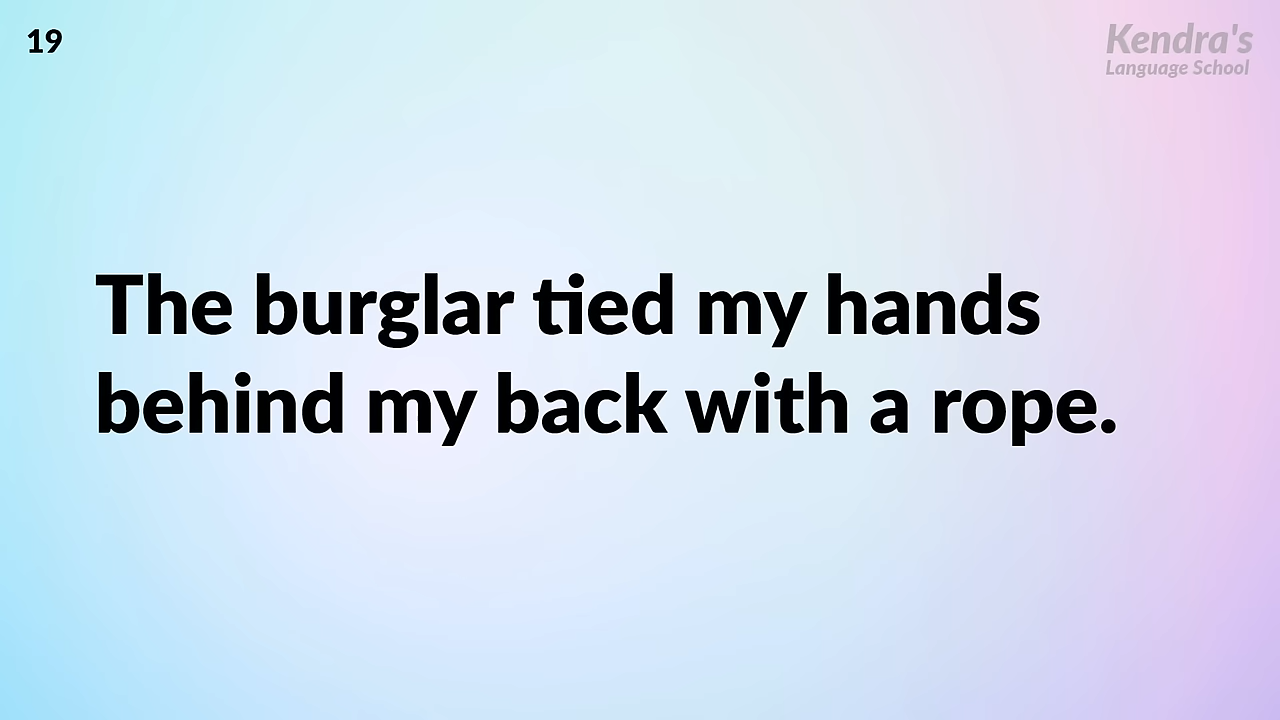 19
Kendra's
Language School
The burglar tied my hands
behind my back with a rope.